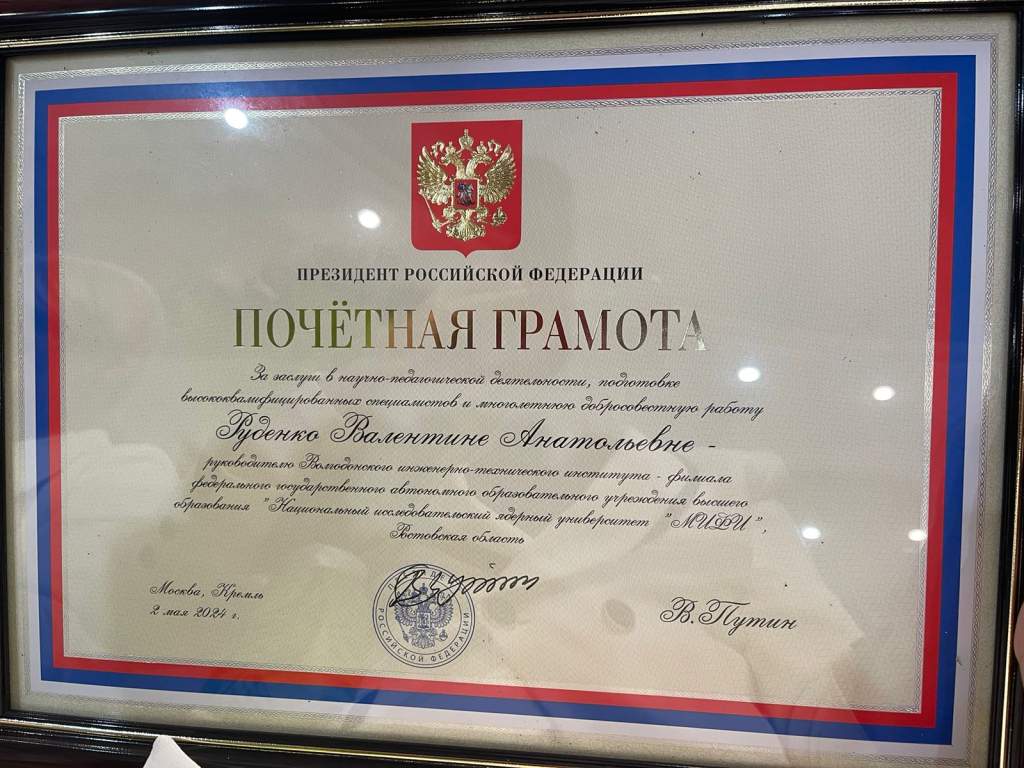 ПРЕЗИДЕНТ РОССИЙСКОЙ ФЕДЕРАЦИИ
ПОЧЁТНАЯ ГРАМОТА
За заслуги в научно-педагогической деятельности, подготовке
высококвалифицированных специалистов и многолетнюю добросовестную работу
Руденко Валентине Анатольевне -
руководителю Волгодонского инженерно-технического института - филиала
федерального государственного автономного образовательного учреждения высшего
образования "Национальный исследовательский ядерный университет "МИФИ",
Ростовская область
Москва, Кремль
2 мая 2024 г.
РОССИЙСКОЙ ФЕДЕРАЦИИ
В.Путин